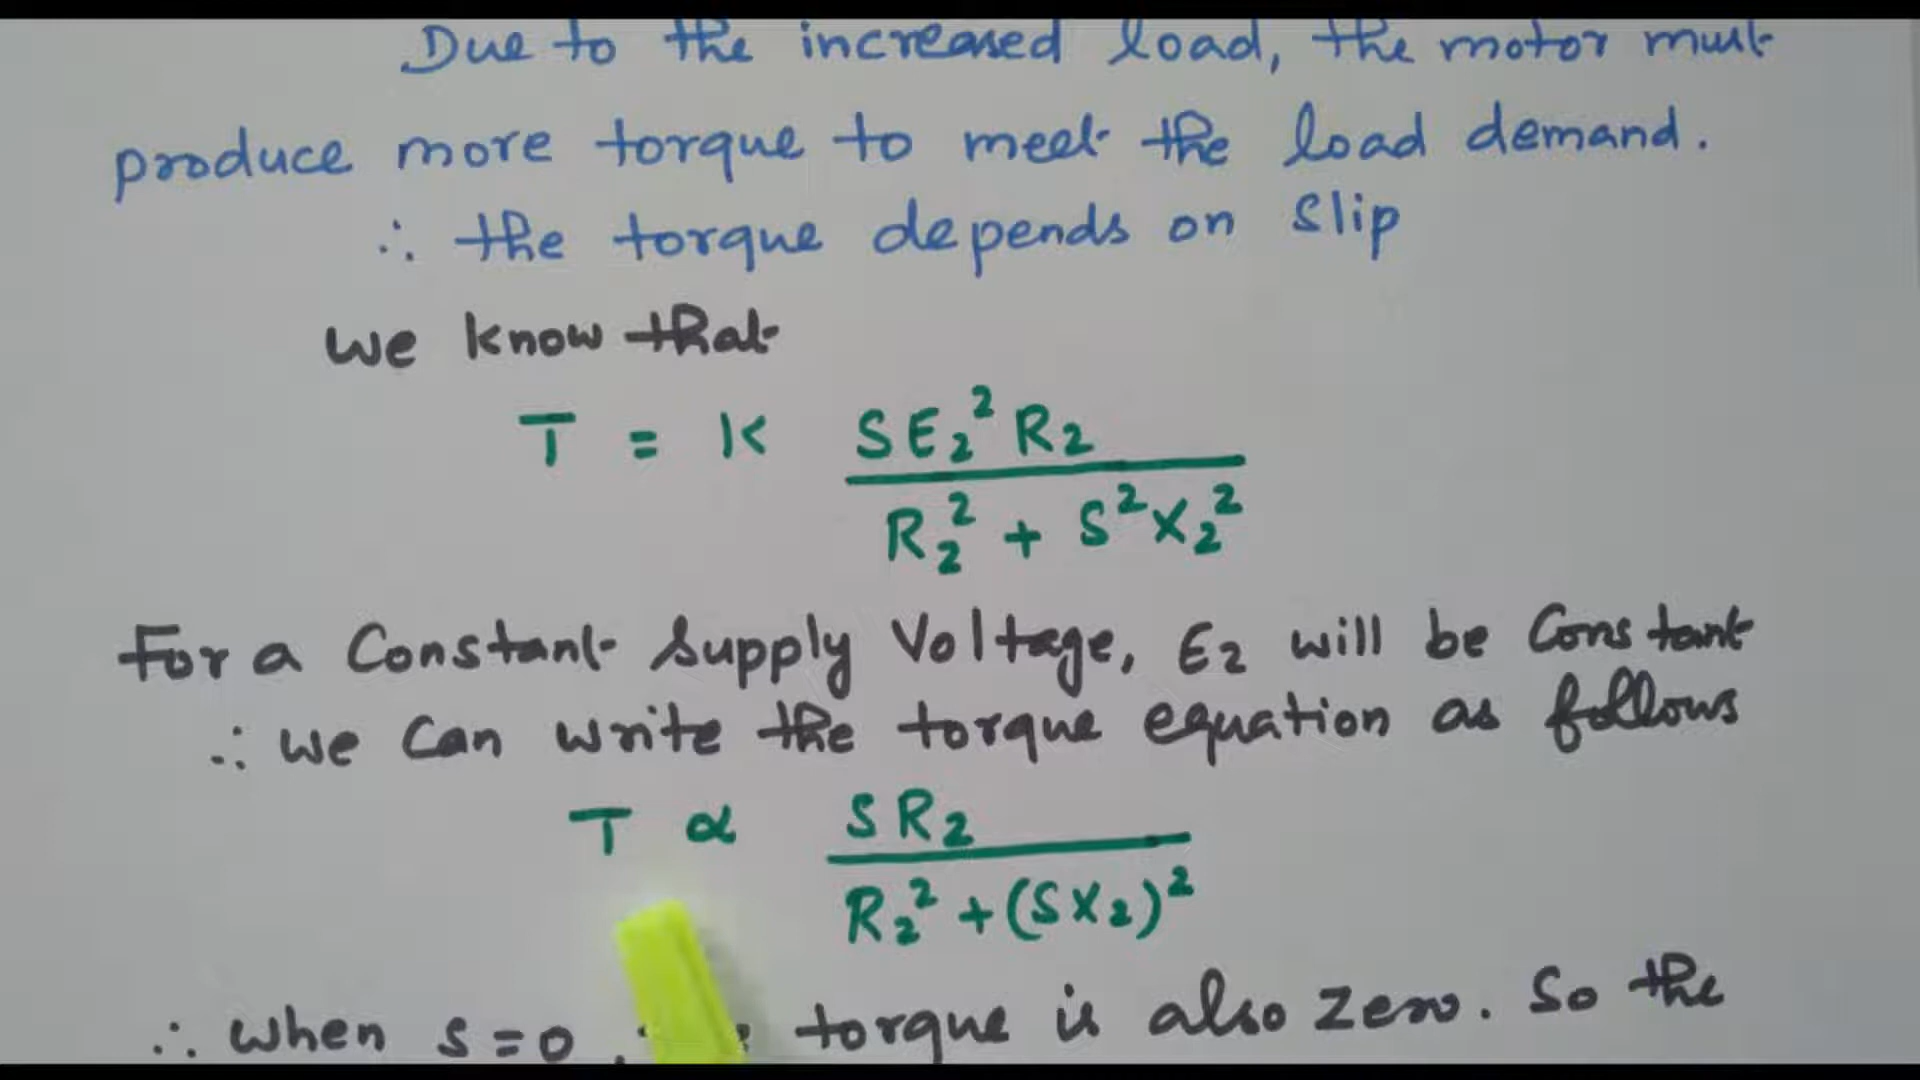 Due to the increased load, the motor must
produce more torque to meet the load demand.
∴ the torque depends on slip
we know that
T = K SE₂²R₂ / R₂² + S²X₂²
For a Constant Supply Voltage, E₂ will be Constant
∴ we can write the torque equation as follows
T ∝ SR₂ / R₂² + (SX₂)²
∴ when s = 0 torque is also zero. So the